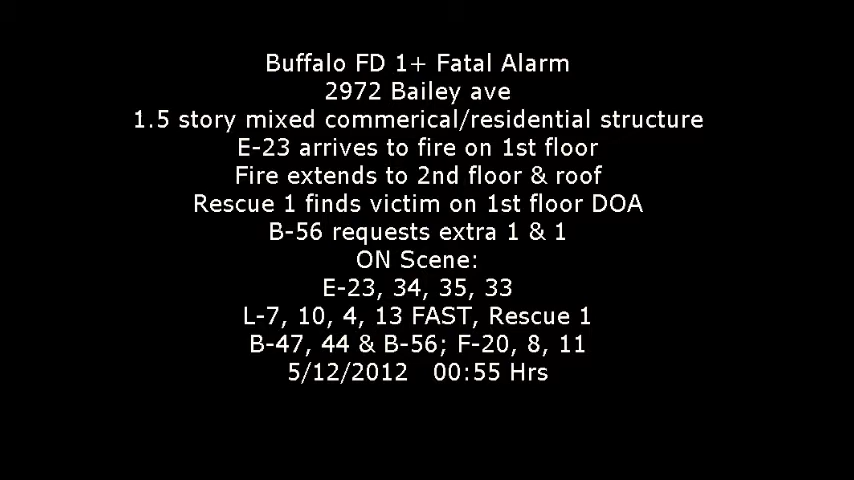 Buffalo FD 1+ Fatal Alarm
2972 Bailey ave
1.5 story mixed commerical/residential structure
E-23 arrives to fire on 1st floor
Fire extends to 2nd floor & roof
Rescue 1 finds victim on 1st floor DOA
B-56 requests extra 1 & 1
ON Scene:
E-23, 34, 35, 33
L-7, 10, 4, 13 FAST, Rescue 1
B-47, 44 & B-56; F-20, 8, 11
5/12/2012 00:55 Hrs